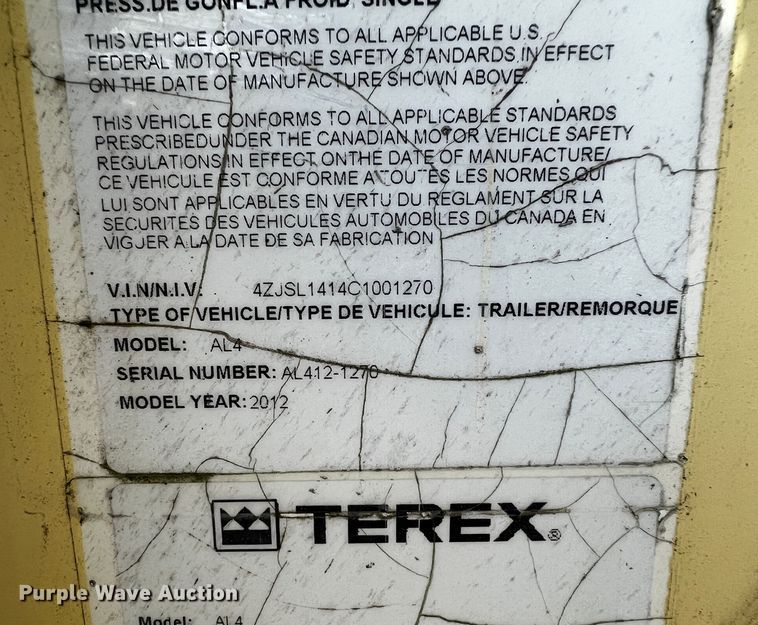 PRESS.DE GONFL.A FROID, SINGLE
THIS VEHICLE CONFORMS TO ALL APPLICABLE U.S.
FEDERAL MOTOR VEHICLE SAFETY STANDARDS IN EFFECT
ON THE DATE OF MANUFACTURE SHOWN ABOVE.
THIS VEHICLE CONFORMS TO ALL APPLICABLE STANDARDS
PRESCRIBEDUNDER THE CANADIAN MOTOR VEHICLE SAFETY
REGULATIONS IN EFFECT ONTHE DATE OF MANUFACTURE/
CE VEHICULE EST CONFORME A TOUTES LES NORMES QUI
LUI SONT APPLICABLES EN VERTU DU REGLAMENT SUR LA
SECURITES DES VEHICULES AUTOMOBILES DU CANADA EN
VIGJER A LA DATE DE SA FABRICATION
V.I.N/N.I.V: 4ZJSL1414C1001270
TYPE OF VEHICLE/TYPE DE VEHICULE: TRAILER/REMORQUE
MODEL: AL4
SERIAL NUMBER: AL412-1270
MODEL YEAR: 2012
TEREX®
Model: AL4
Purple Wave Auction